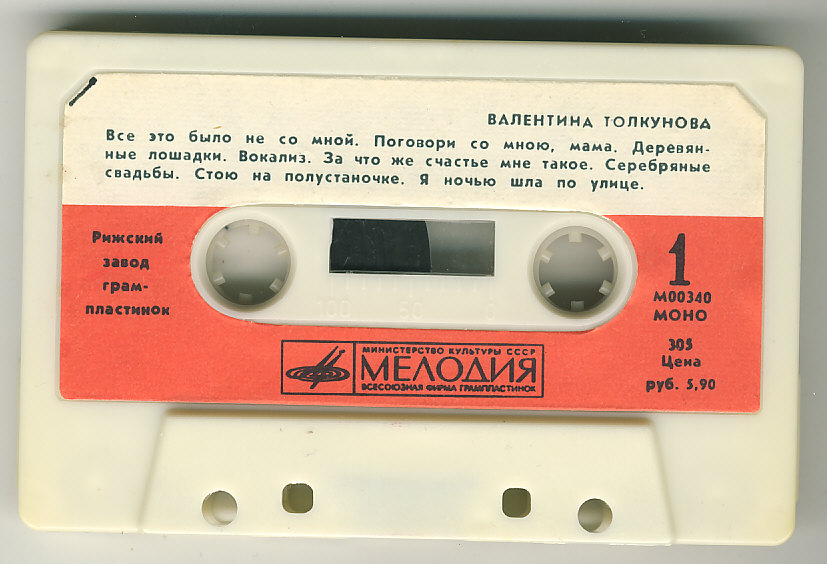 ВАЛЕНТИНА ТОЛКУНОВА
Все это было не со мной. Поговори со мною, мама. Деревян-
ные лошадки. Вокализ. За что же счастье мне такое. Серебряные
свадьбы. Стою на полустаночке. Я ночью шла по улице.
Рижский
завод
грам-
пластинок
1
М00340
МОНО
305
Цена
руб. 5,90
100 50 0
МИНИСТЕРСТВО КУЛЬТУРЫ СССР
МЕЛОДИЯ
ВСЕСОЮЗНАЯ ФИРМА ГРАМПЛАСТИНОК